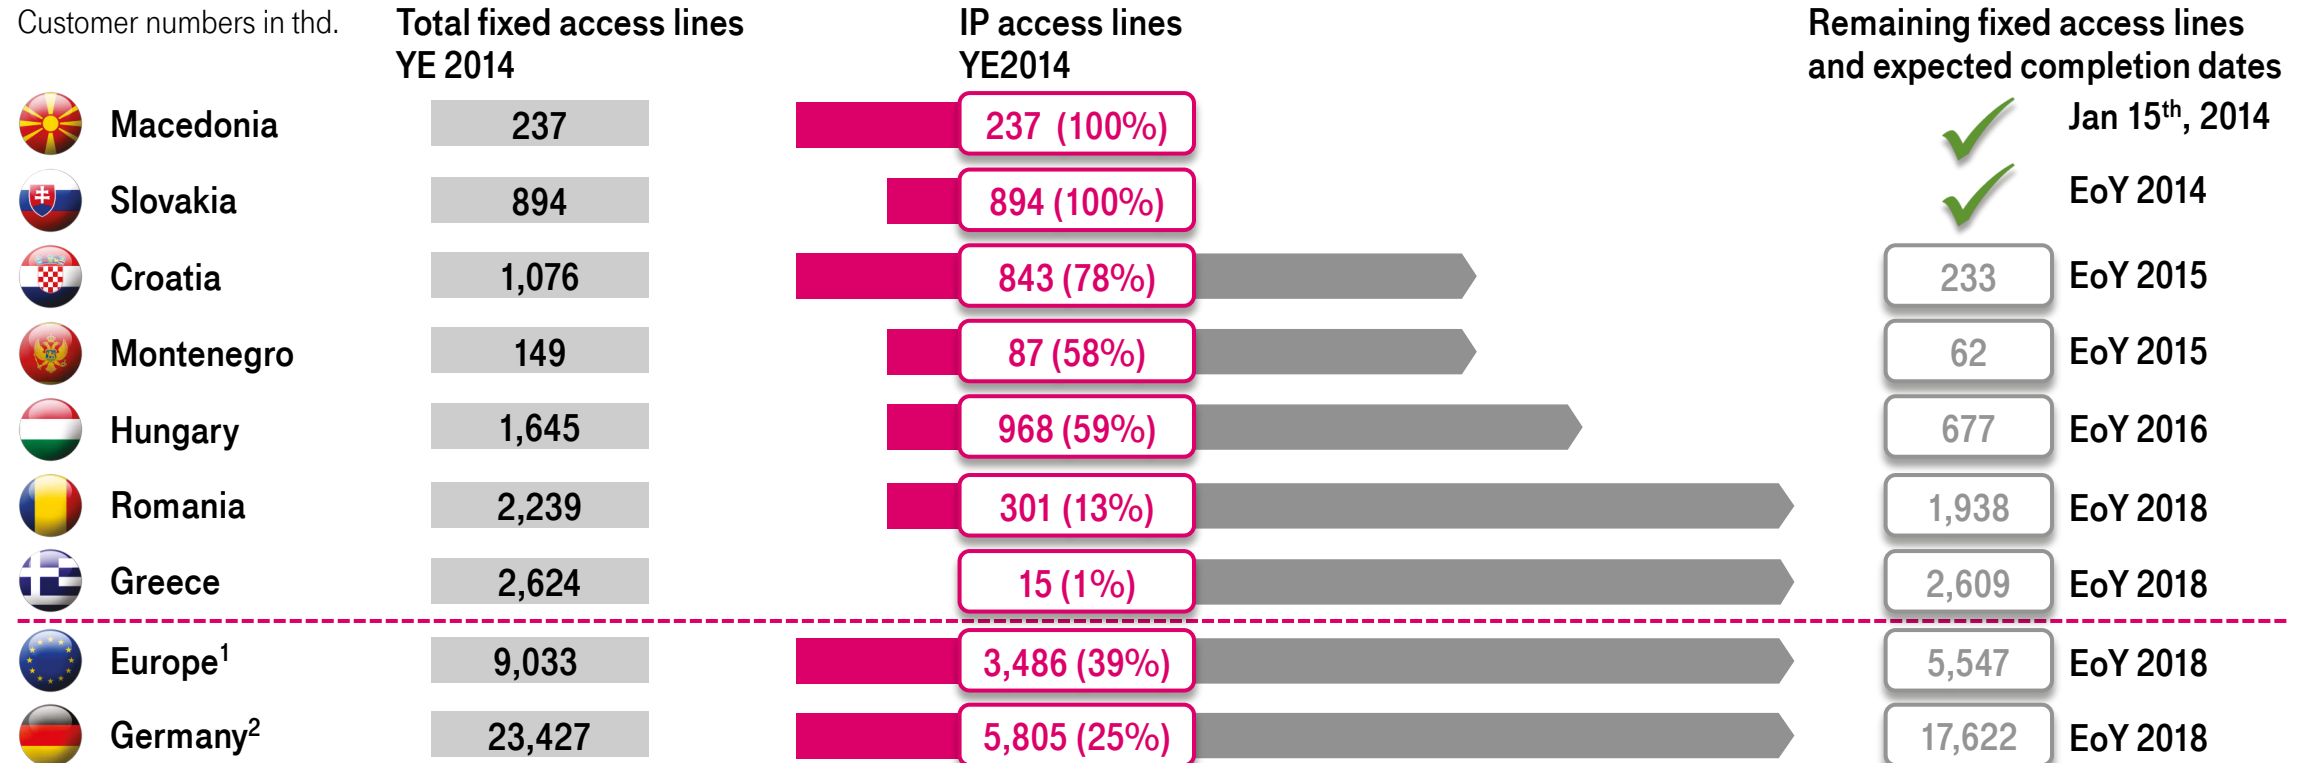 Customer numbers in thd. Total fixed access lines IP access lines Remaining fixed access lines
YE 2014 YE2014 and expected completion dates
Macedonia 237 237 (100%) Jan 15th, 2014
Slovakia 894 894 (100%) EoY 2014
Croatia 1,076 843 (78%) 233 EoY 2015
Montenegro 149 87 (58%) 62 EoY 2015
Hungary 1,645 968 (59%) 677 EoY 2016
Romania 2,239 301 (13%) 1,938 EoY 2018
Greece 2,624 15 (1%) 2,609 EoY 2018
Europe1 9,033 3,486 (39%) 5,547 EoY 2018
Germany2 23,427 5,805 (25%) 17,622 EoY 2018